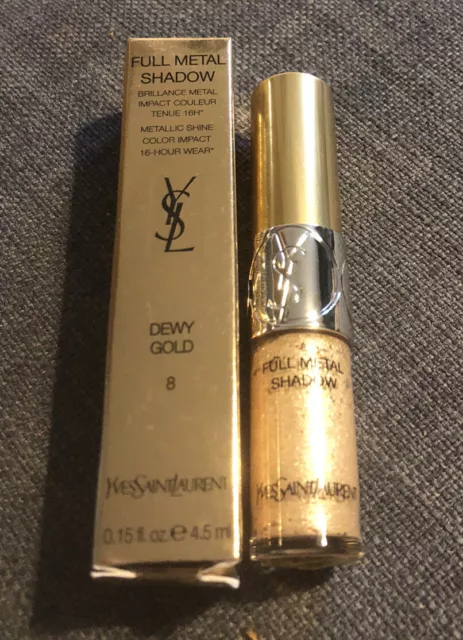 FULL METAL
SHADOW
BRILLANCE METAL
IMPACT COULEUR
TENUE 16H*
METALLIC SHINE
COLOR IMPACT
16-HOUR WEAR*
YSL
DEWY
GOLD
8
YVESSAINTLAURENT
0.15 fl.oz.℮ 4.5 ml
YSL
FULL METAL
SHADOW
YVESSAINTLAURENT